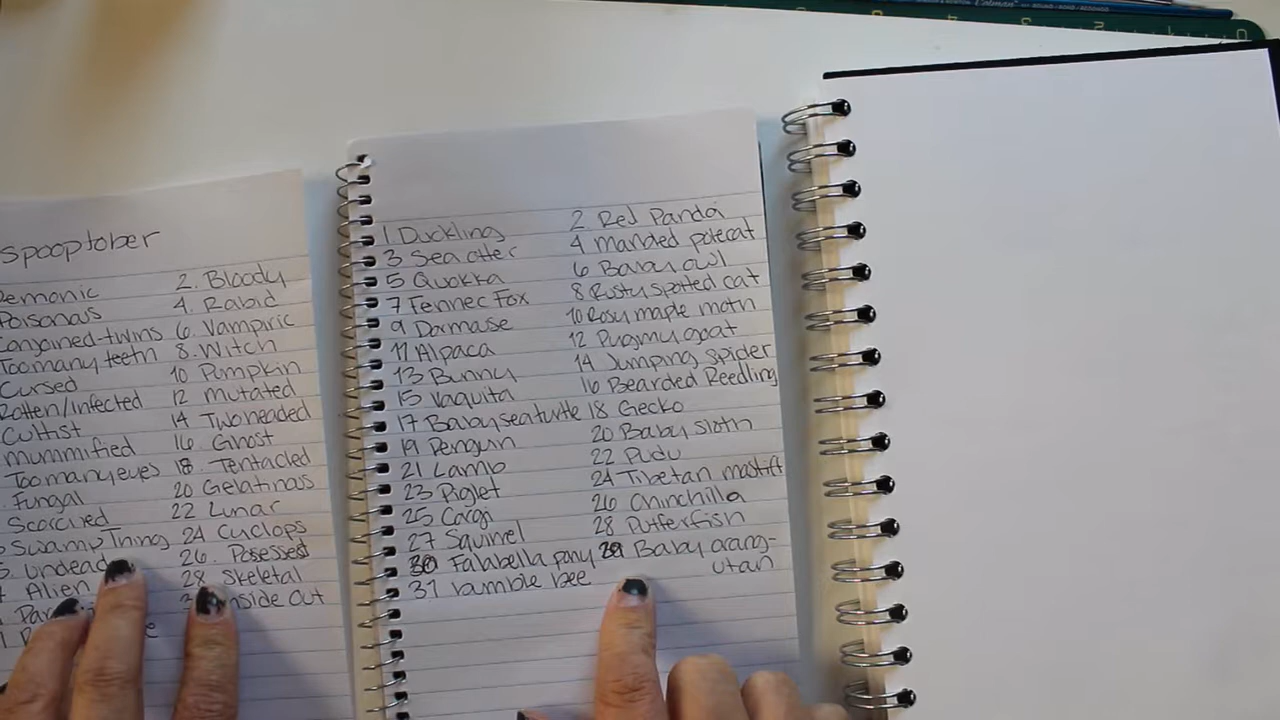 spooptober
Demonic 2. Bloody
Poisonous 4. Rabid
Conjoined-twins 6. Vampiric
Too many teeth 8. Witch
Cursed 10 Pumpkin
Rotten/infected 12 mutated
Cultist 14 Twoheaded
mummified 16 Ghost
Too many eyes 18. Tentacled
Fungal 20 Gelatinous
Scorched 22 Lunar
Swamp Thing 24 Cyclops
undead 26. Posessed
Alien 28. Skeletal
nside Out
1 Duckling 2 Red Panda
3 Sea otter 4 marbled polecat
5 Quokka 6 Baby owl
7 Fennec Fox 8 Rusty spotted cat
9 Dormouse 10 Rosy maple moth
11 Alpaca 12 Pygmy goat
13 Bunny 14 Jumping spider
15 Vaquita 16 Bearded Reedling
17 Baby sea turtle 18 Gecko
19 Penguin 20 Baby sloth
21 Lamb 22 Pudu
23 Piglet 24 Tibetan mastiff
25 Corgi 26 Chinchilla
27 Squirrel 28 Pufferfish
30 Falabella pony 29 Baby orang-
utan
31 bumble bee